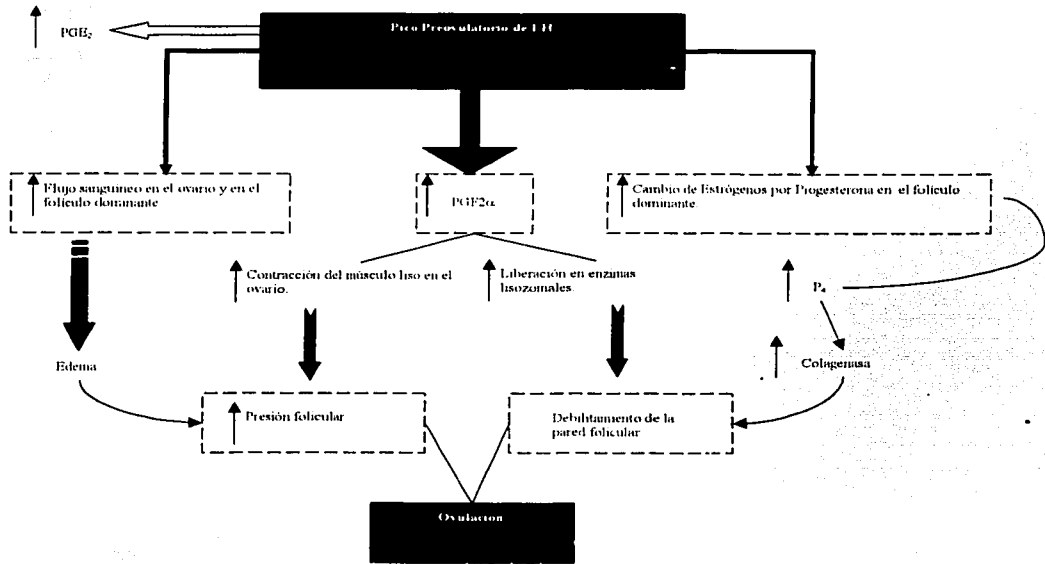 Pico Preovulatorio de LH
PGE₂
Flujo sanguíneo en el ovario y en el
folículo dominante
PGF2α
Cambio de Estrógenos por Progesterona en el folículo
dominante.
Contracción del músculo liso en el
ovario.
Liberación en enzimas
lisozomales.
P₄
Edema
Colagenasa
Presión folicular
Debilitamiento de la
pared folicular
Ovulación